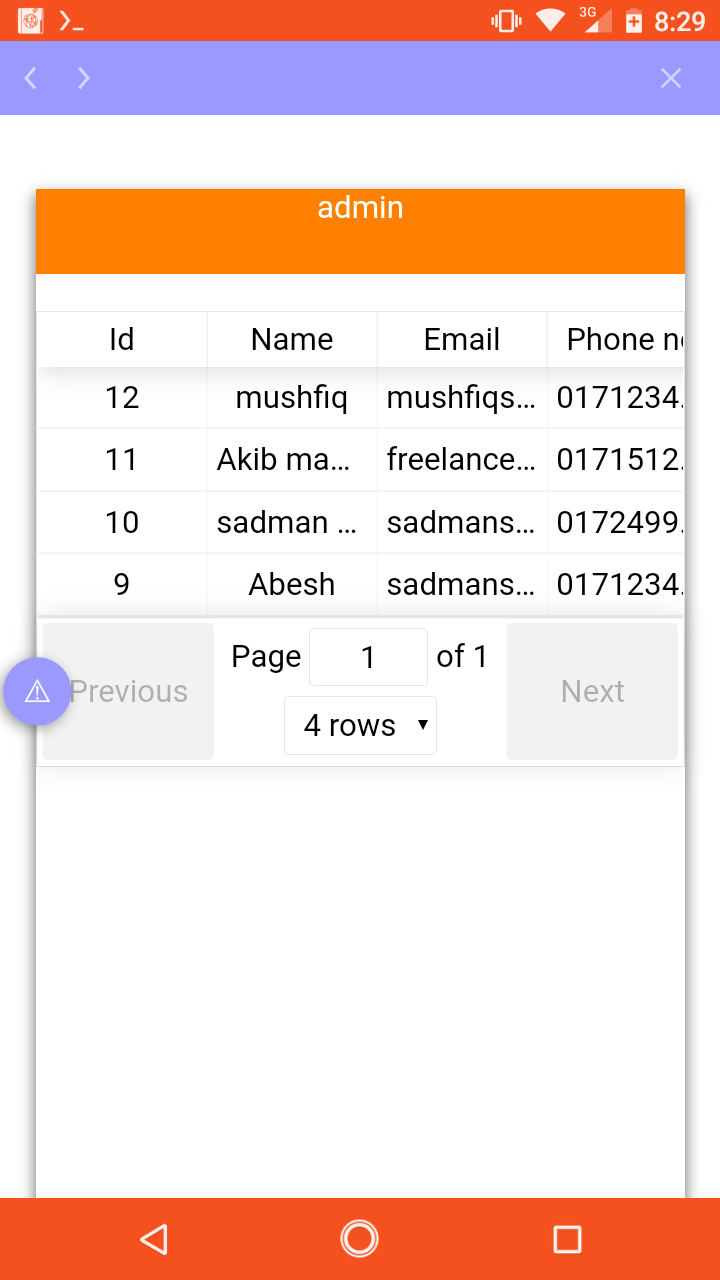 3G 8:29
admin
Id Name Email Phone n
12 mushfiq mushfiqs... 0171234.
11 Akib ma... freelance... 0171512.
10 sadman ... sadmans... 0172499.
9 Abesh sadmans... 0171234.
Previous Page 1 of 1 Next
4 rows